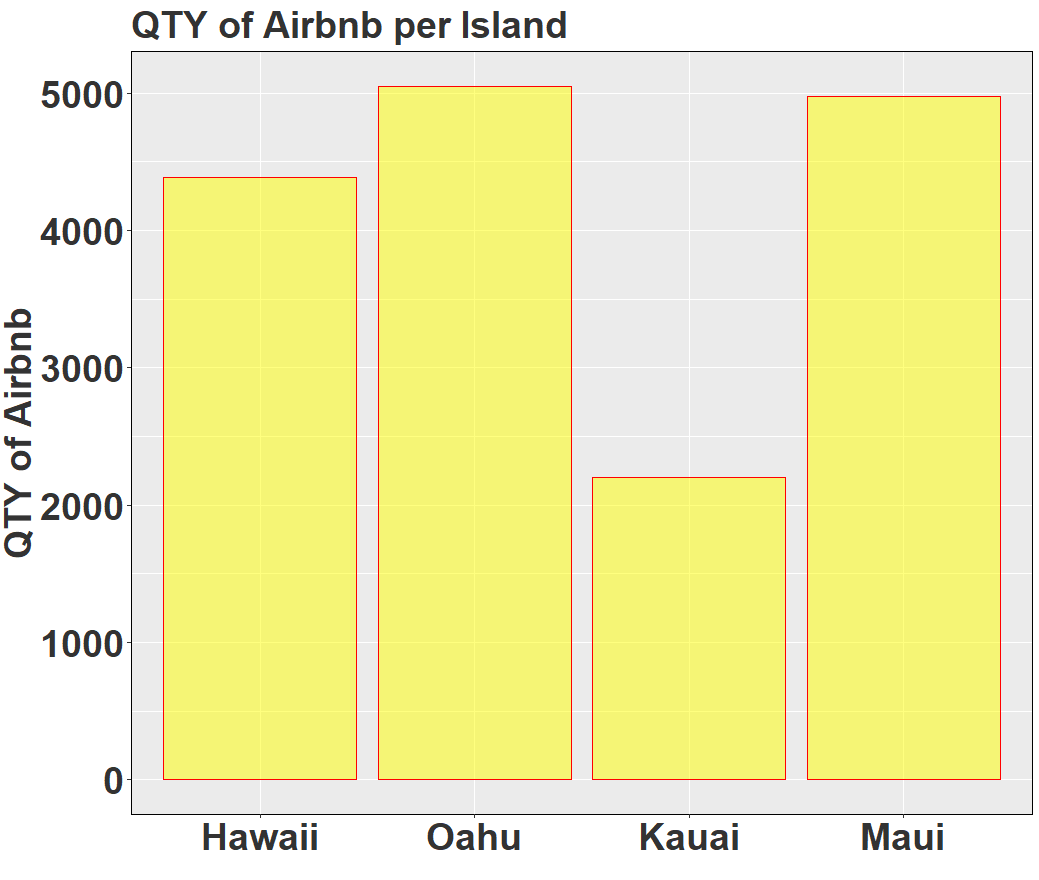 QTY of Airbnb per Island
QTY of Airbnb
5000
4000
3000
2000
1000
0
Hawaii Oahu Kauai Maui